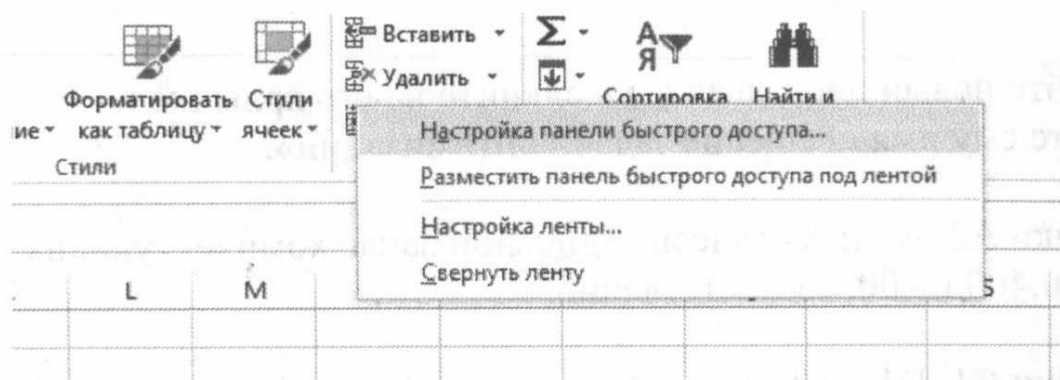 Вставить
Удалить
Форматировать как таблицу
Стили ячеек
ие
Сортировка
Найти и
Стили
Настройка панели быстрого доступа...
Разместить панель быстрого доступа под лентой
Настройка ленты...
Свернуть ленту
L M S